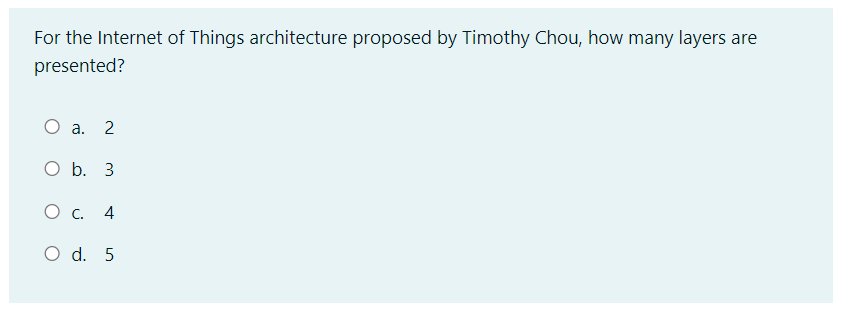 For the Internet of Things architecture proposed by Timothy Chou, how many layers are
presented?
a. 2
b. 3
c. 4
d. 5